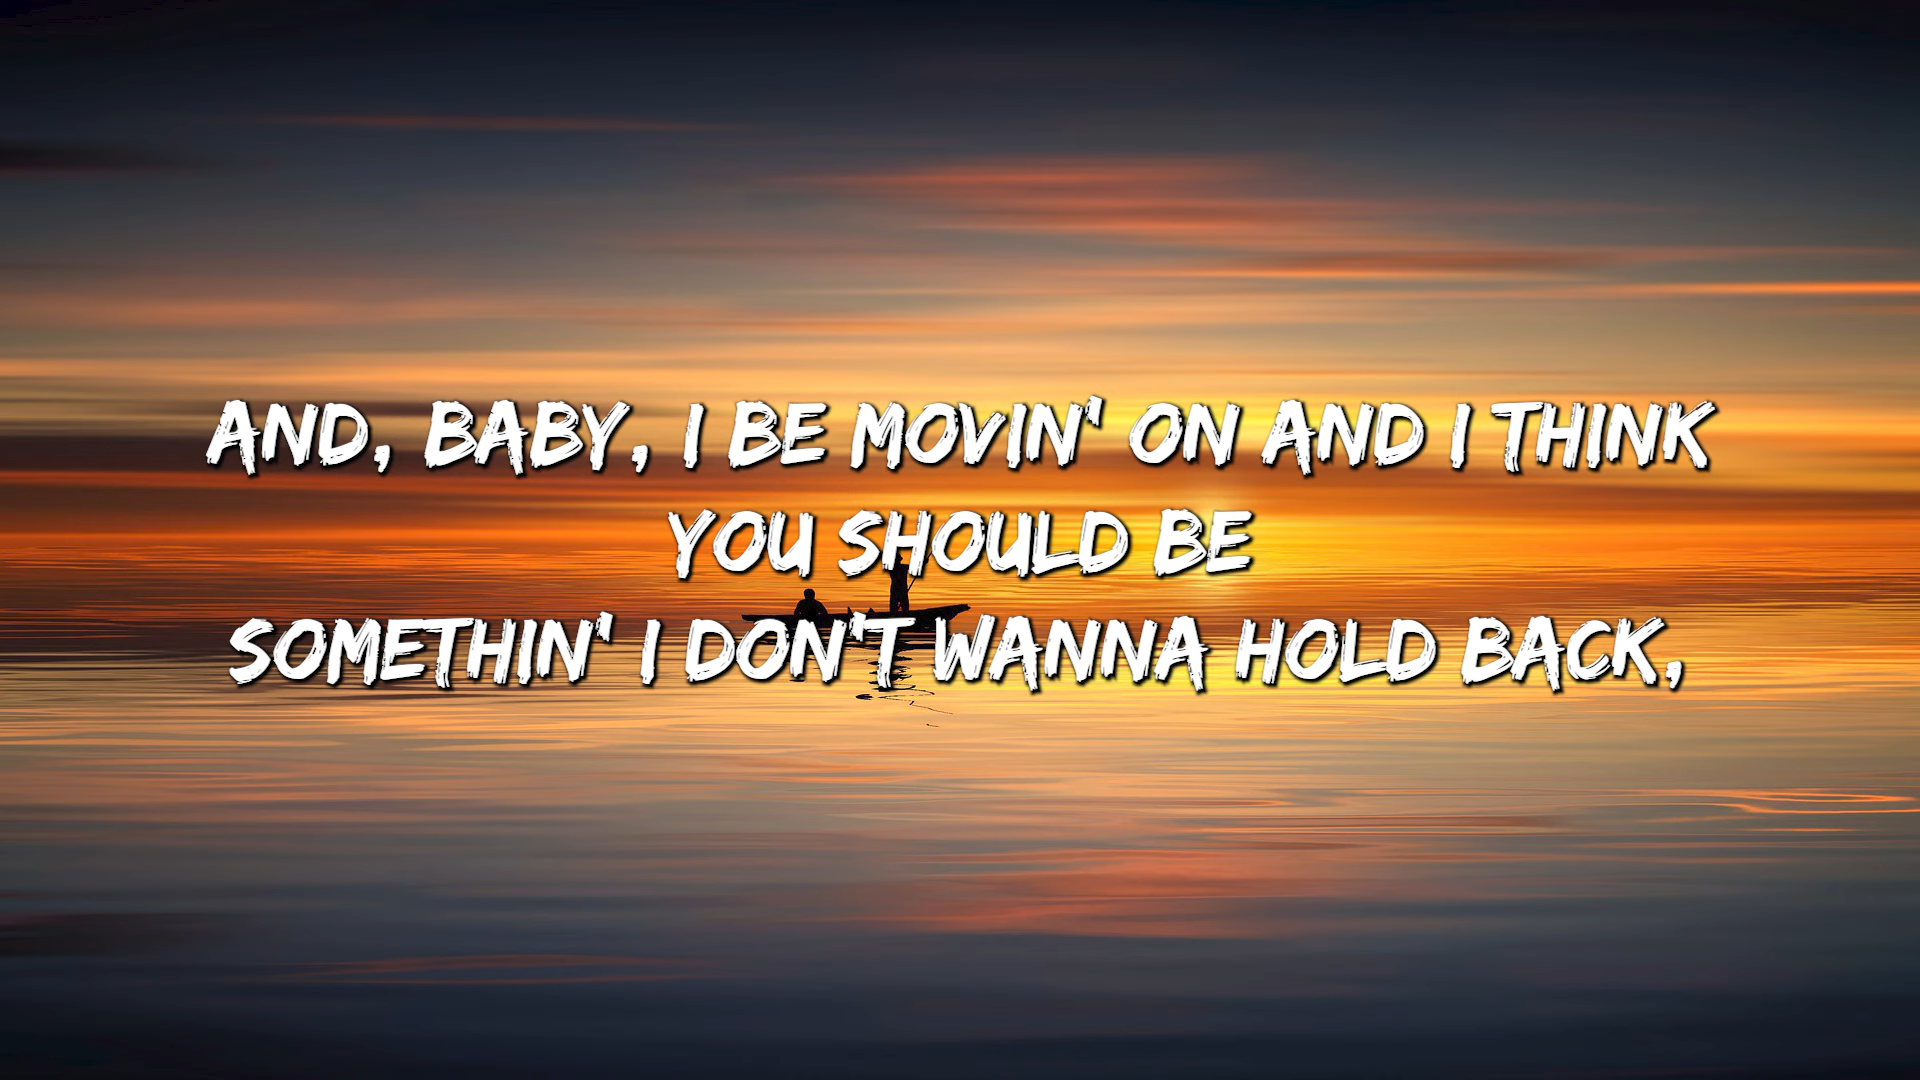 AND, BABY, I BE MOVIN' ON AND I THINK
YOU SHOULD BE
SOMETHIN' I DON'T WANNA HOLD BACK,